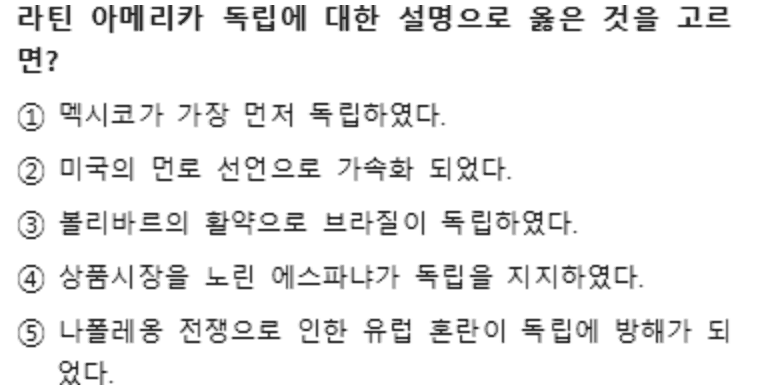 라틴 아메리카 독립에 대한 설명으로 옳은 것을 고르
면?
① 멕시코가 가장 먼저 독립하였다.
② 미국의 먼로 선언으로 가속화 되었다.
③ 볼리바르의 활약으로 브라질이 독립하였다.
④ 상품시장을 노린 에스파냐가 독립을 지지하였다.
⑤ 나폴레옹 전쟁으로 인한 유럽 혼란이 독립에 방해가 되
었다.